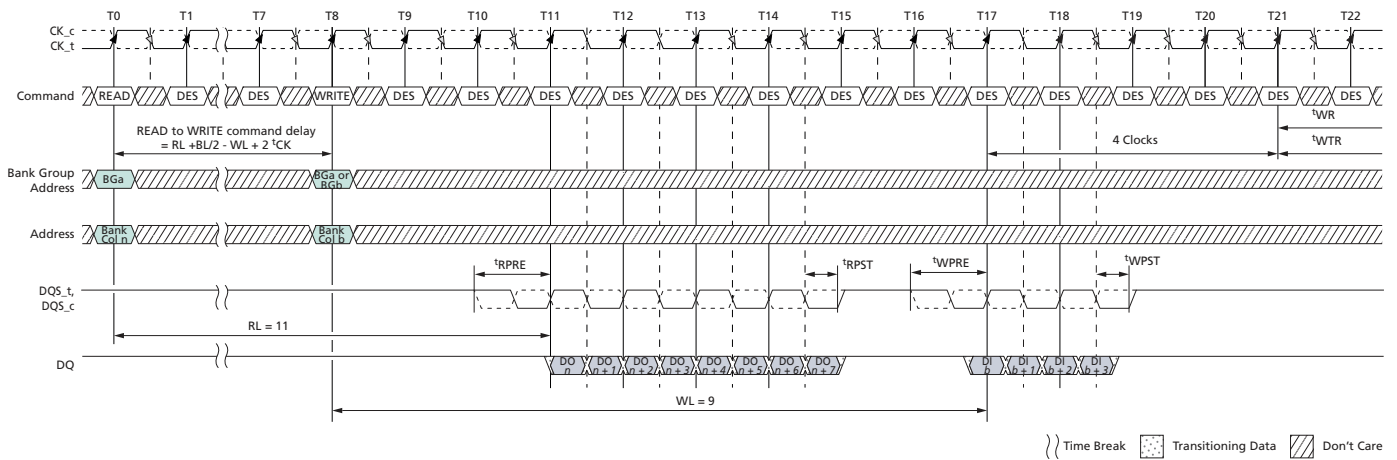 T0 T1 T7 T8 T9 T10 T11 T12 T13 T14 T15 T16 T17 T18 T19 T20 T21 T22
CK_c
CK_t
Command READ DES DES WRITE DES DES DES DES DES DES DES DES DES DES DES DES DES DES
tWR
READ to WRITE command delay
= RL +BL/2 - WL + 2 tCK
4 Clocks
tWTR
Bank Group
Address
BGa
BGa or
BGb
Address
Bank
Col n
Bank
Col b
tRPRE tRPST tWPRE tWPST
DQS_t,
DQS_c
RL = 11
DQ
DO
n
DO
n + 1
DO
n + 2
DO
n + 3
DO
n + 4
DO
n + 5
DO
n + 6
DO
n + 7
DI
b
DI
b + 1
DI
b + 2
DI
b + 3
WL = 9
Time Break Transitioning Data Don't Care